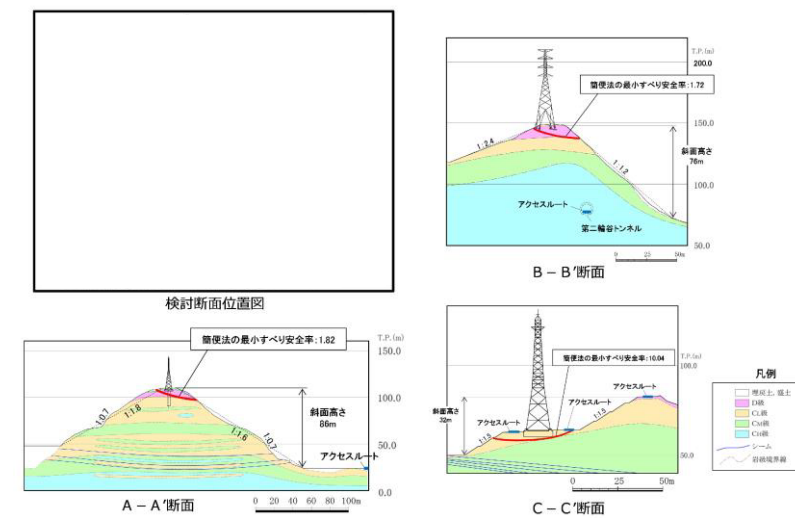 検討断面位置図
T.P.(m)
200.0
簡便法の最小すべり安全率:1.72
150.0
1:2.4
斜面高さ
76m
1:1.2
100.0
アクセスルート
第二輪谷トンネル
50.0
0 25 50m
B－B'断面
簡便法の最小すべり安全率:1.82
T.P.(m)
150.0
1:0.7
1:1.8
100.0
斜面高さ
86m
1:1.6
1:0.7
50.0
アクセスルート
0.0
A－A'断面
0 20 40 60 80 100m
簡便法の最小すべり安全率:10.04
T.P.(m)
100.0
アクセスルート
斜面高さ
32m
アクセスルート
アクセスルート
1:1.5
1:1.5
50.0
0 25 50m
C－C'断面
凡例
埋戻土, 盛土
D級
CL級
CM級
CH級
シーム
岩級境界線